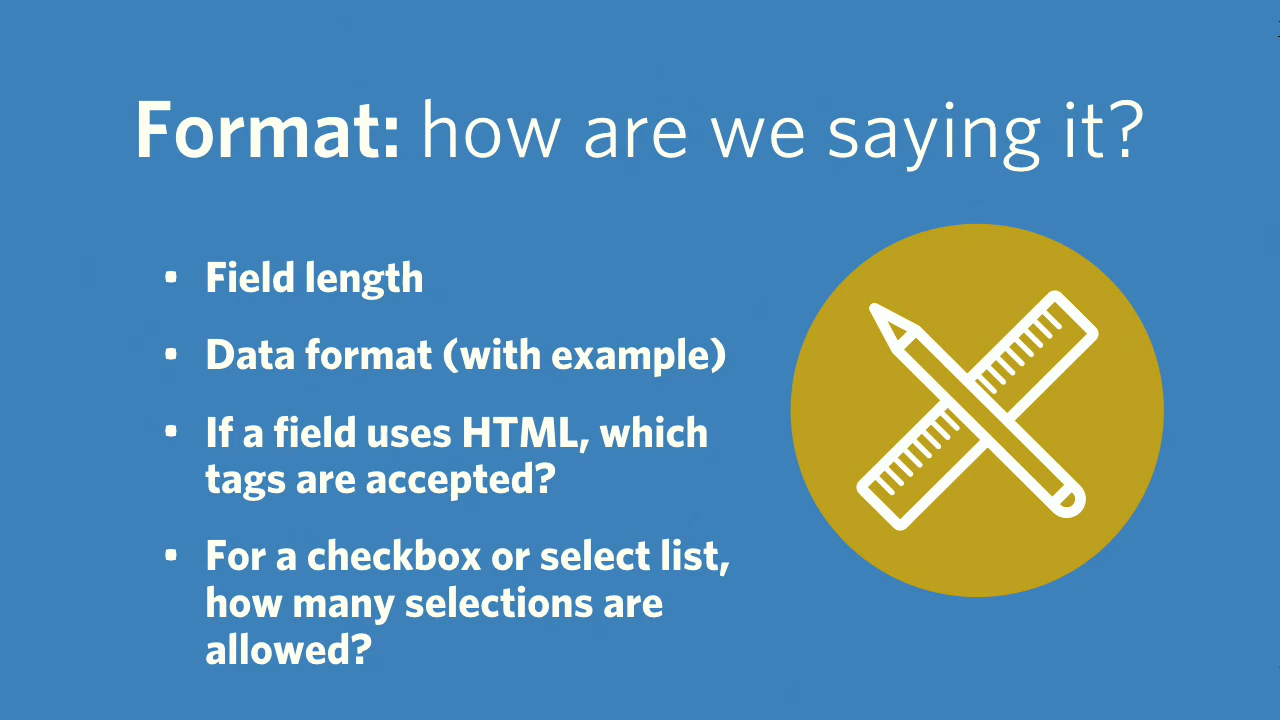 Format: how are we saying it?
▪ Field length
▪ Data format (with example)
▪ If a field uses HTML, which
tags are accepted?
▪ For a checkbox or select list,
how many selections are
allowed?